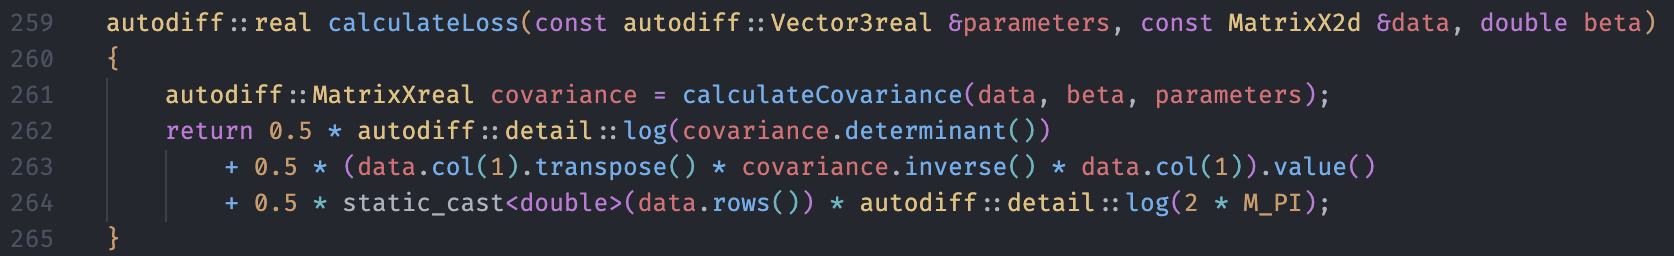 259 autodiff::real calculateLoss(const autodiff::Vector3real &parameters, const MatrixX2d &data, double beta)
260 {
261     autodiff::MatrixXreal covariance = calculateCovariance(data, beta, parameters);
262     return 0.5 * autodiff::detail::log(covariance.determinant())
263         + 0.5 * (data.col(1).transpose() * covariance.inverse() * data.col(1)).value()
264         + 0.5 * static_cast<double>(data.rows()) * autodiff::detail::log(2 * M_PI);
265 }